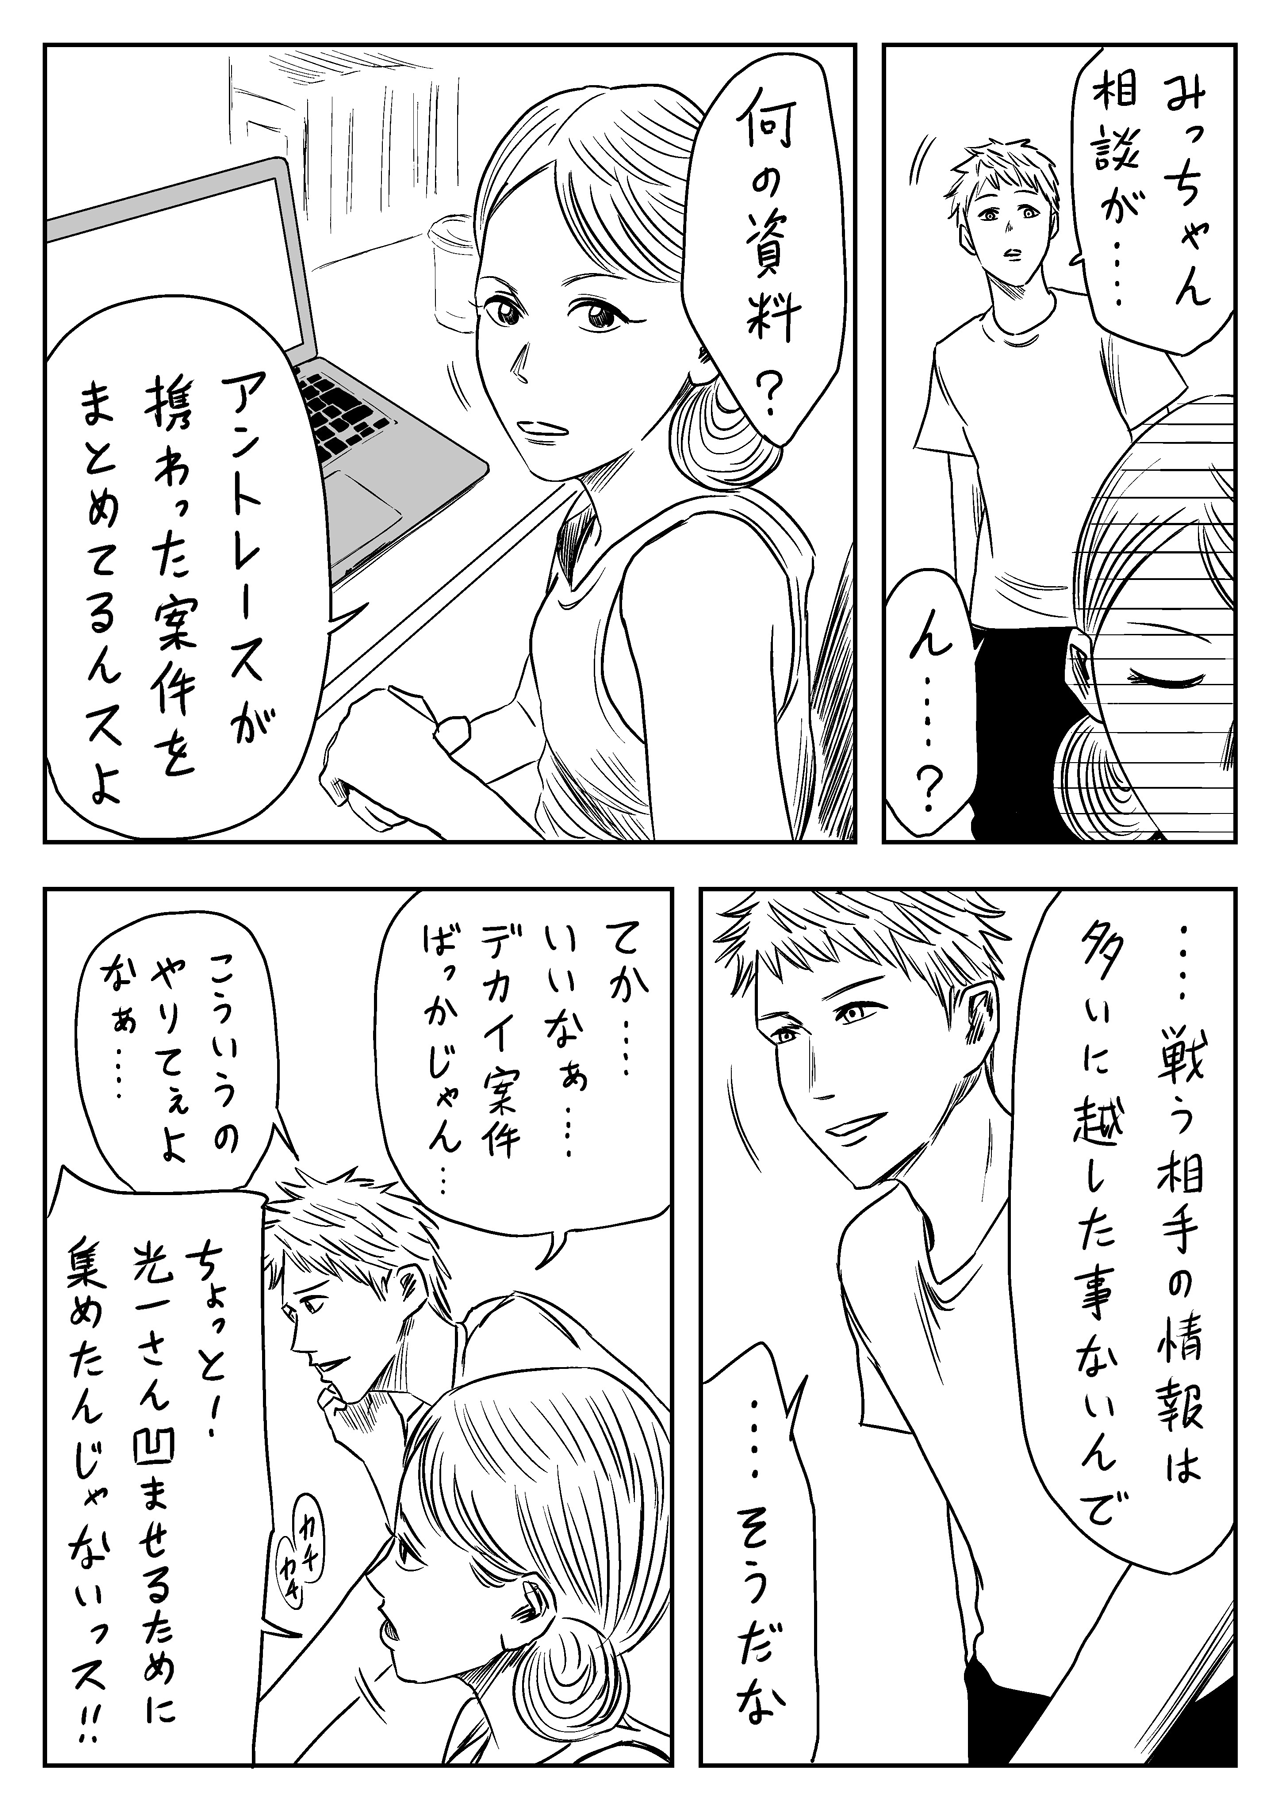 みっちゃん
相談が……
ん……?
何の資料?
アントレースが
携わった案件を
まとめてるんスよ
……戦う相手の情報は
多いに越した事ないんで
……そうだな
てか……
いいなぁ……
デカイ案件
ばっかじゃん…
こういうの
やりてぇよ
なぁ……
ちょっと!
光一さん凹ませるために
集めたんじゃないっス!!
カチ
カチ